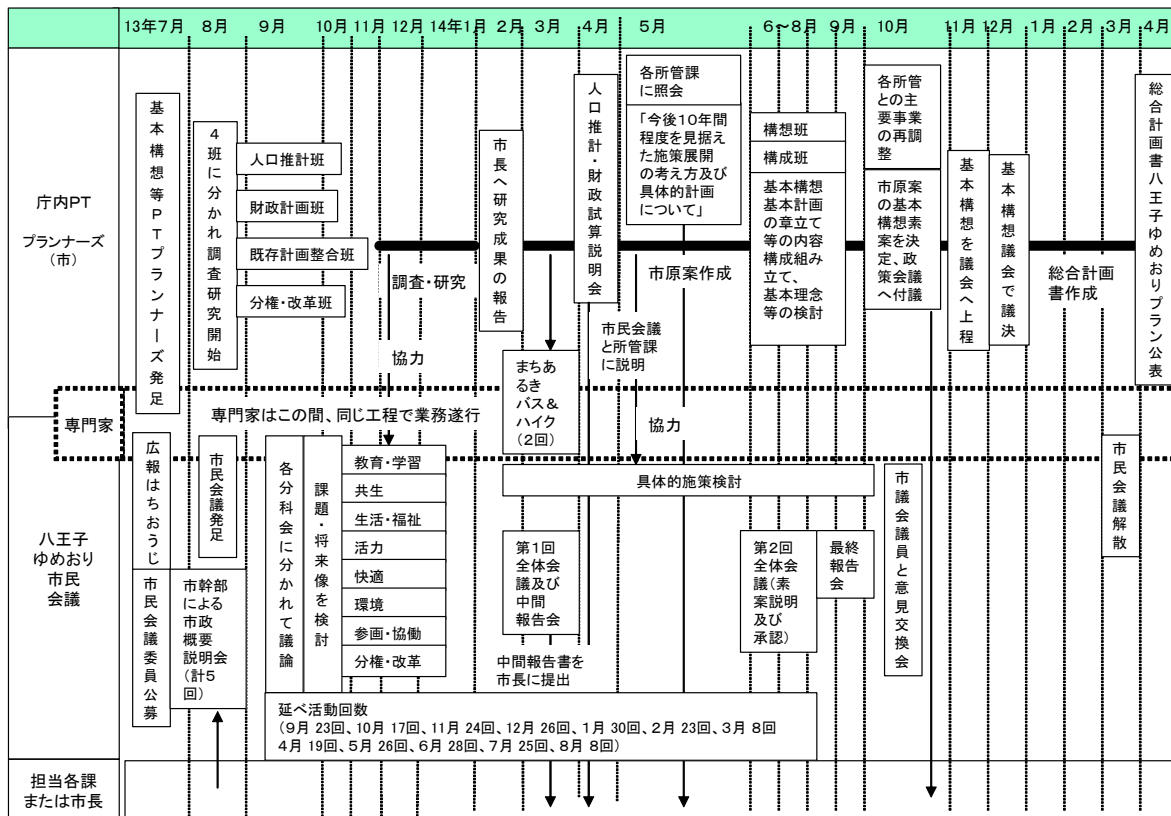 13年7月 8月 9月 10月 11月 12月 14年1月 2月 3月 4月 5月 6～8月 9月 10月 11月 12月 1月 2月 3月 4月
庁内PT
プランナーズ
（市）
基本構想等PTプランナーズ発足
4班に分かれ調査研究開始
人口推計班
財政計画班
既存計画整合班
分権・改革班
調査・研究
協力
市長へ研究成果の報告
まちあ
るき
バス＆
ハイク
（2回）
人口推計・財政試算説明会
市民会議
と所管課
に説明
各所管課
に照会
「今後10年間
程度を見据え
た施策展開
の考え方及び
具体的計画
について」
市原案作成
協力
構想班
構成班
基本構想
基本計画
の章立て
等の内容
構成組み
立て、
基本理念
等の検討
各所管
との主
要事業
の再調
整
市原案
の基本
構想素
案を決
定、政
策会議
へ付議
基本構想を議会へ上程
基本構想議会で議決
総合計画
書作成
総合計画書八王子ゆめおりプラン公表
専門家
専門家はこの間、同じ工程で業務遂行
八王子
ゆめおり
市民
会議
広報はちおうじ
市民会議委員公募
市民会議発足
市幹部
による
市政
概要
説明会
（計5
回）
各分科会に分かれて議論
課題・将来像を検討
教育・学習
共生
生活・福祉
活力
快適
環境
参画・協働
分権・改革
具体的施策検討
第1回
全体会
議及び
中間
報告会
中間報告書を
市長に提出
第2回
全体会
議（素
案説明
及び
承認）
最終
報告
会
市議会議員と意見交換会
市民会議解散
延べ活動回数
（9月 23回、10月 17回、11月 24回、12月 26回、1月 30回、2月 23回、3月 8回
4月 19回、5月 26回、6月 28回、7月 25回、8月 8回）
担当各課
または市長